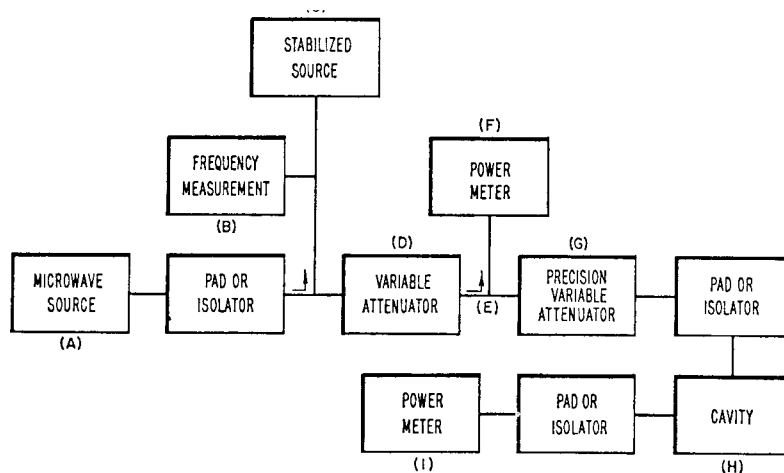 STABILIZED
SOURCE
(F)
FREQUENCY
MEASUREMENT
POWER
METER
(B)
(D)
(G)
MICROWAVE
SOURCE
PAD OR
ISOLATOR
VARIABLE
ATTENUATOR
(E)
PRECISION
VARIABLE
ATTENUATOR
PAD OR
ISOLATOR
(A)
POWER
METER
PAD OR
ISOLATOR
CAVITY
(I)
(H)